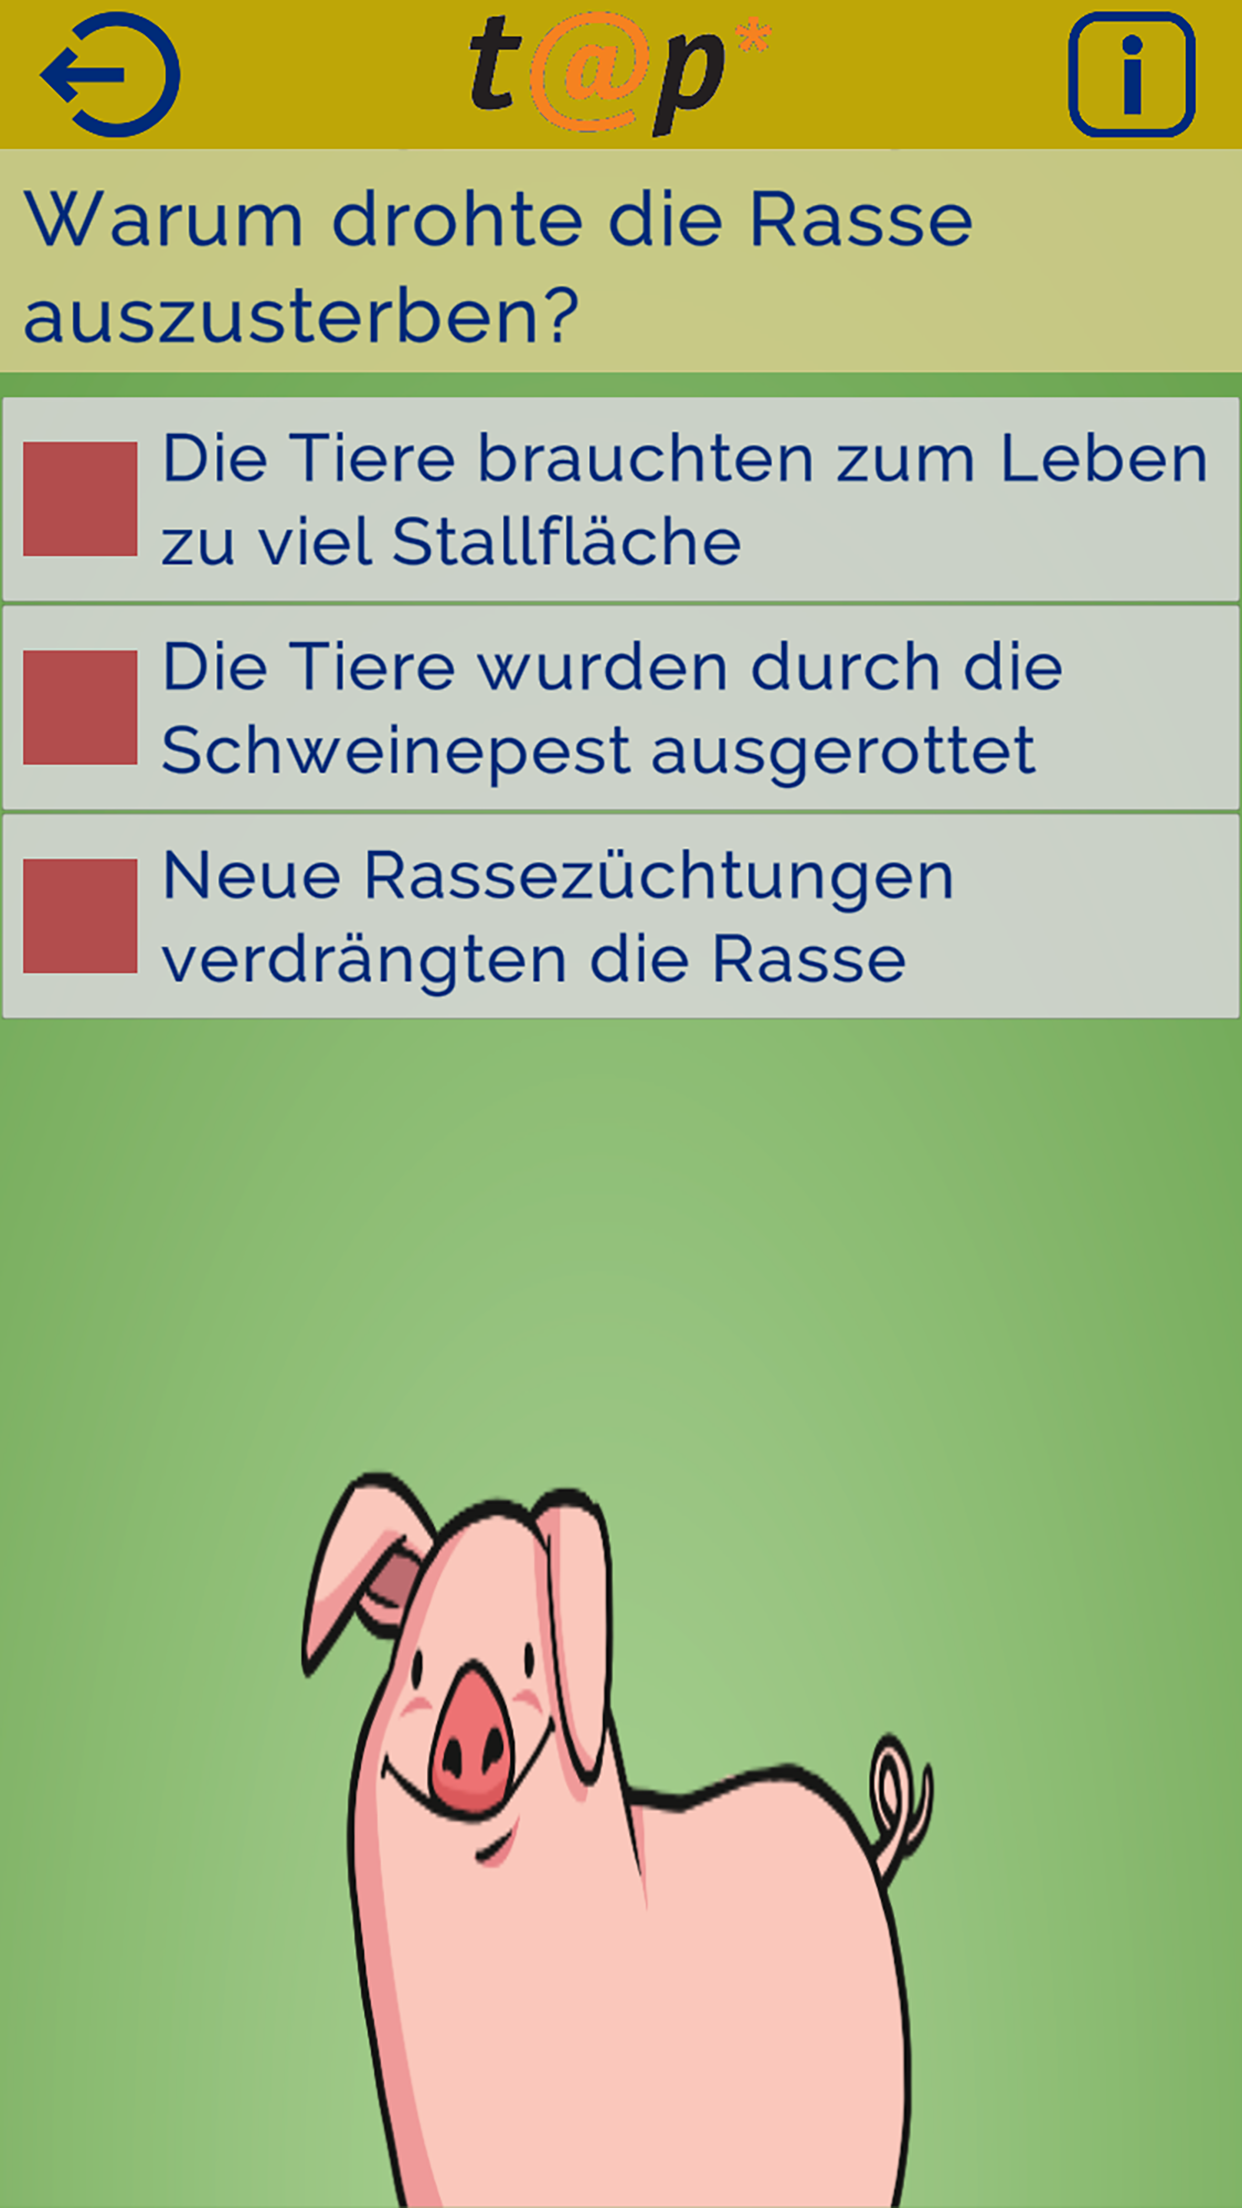 t@p*
i
Warum drohte die Rasse
auszusterben?
Die Tiere brauchten zum Leben
zu viel Stallfläche
Die Tiere wurden durch die
Schweinepest ausgerottet
Neue Rassezüchtungen
verdrängten die Rasse